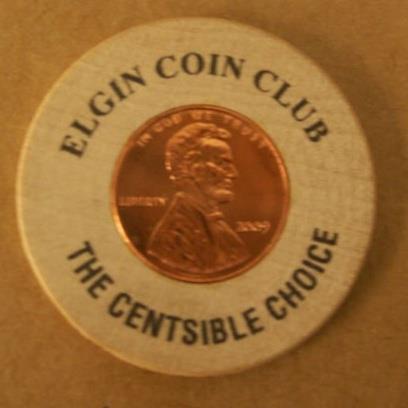 ELGIN COIN CLUB
IN GOD WE TRUST
LIBERTY
2009
THE CENTSIBLE CHOICE